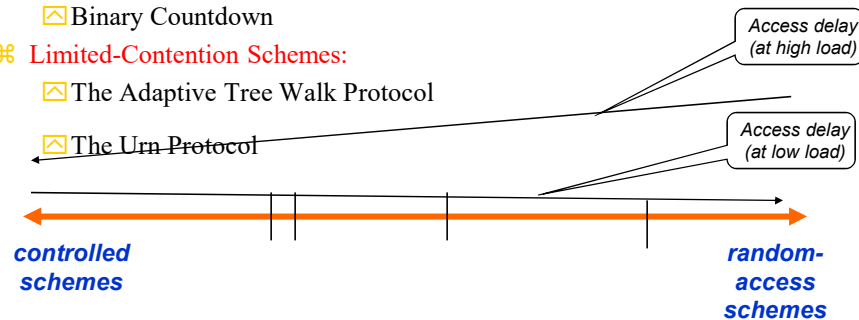 Binary Countdown
Limited-Contention Schemes:
The Adaptive Tree Walk Protocol
The Urn Protocol
Access delay
(at high load)
Access delay
(at low load)
controlled
schemes
random-
access
schemes